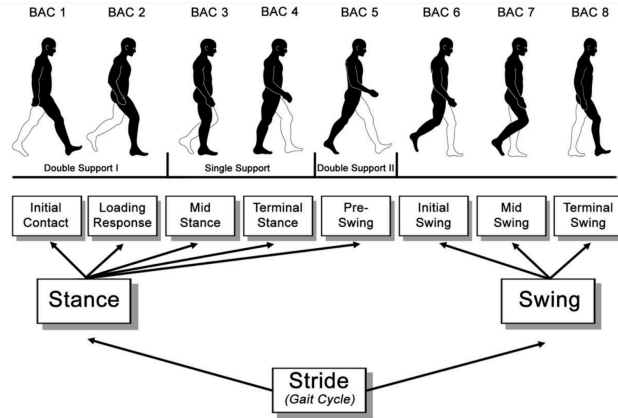 BAC 1 BAC 2 BAC 3 BAC 4 BAC 5 BAC 6 BAC 7 BAC 8
Double Support I Single Support Double Support II
Initial Contact
Loading Response
Mid Stance
Terminal Stance
Pre-Swing
Initial Swing
Mid Swing
Terminal Swing
Stance
Swing
Stride
(Gait Cycle)